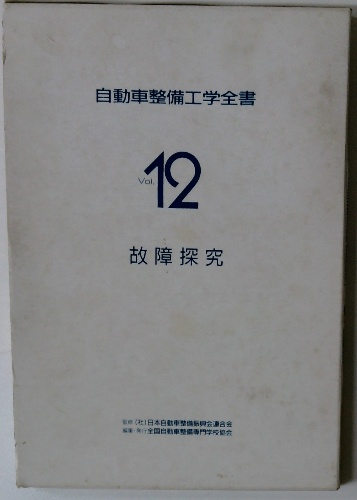 自動車整備工学全書
Vol. 12
故障探究
監修 (社)日本自動車整備振興会連合会
編集・発行 全国自動車整備専門学校協会